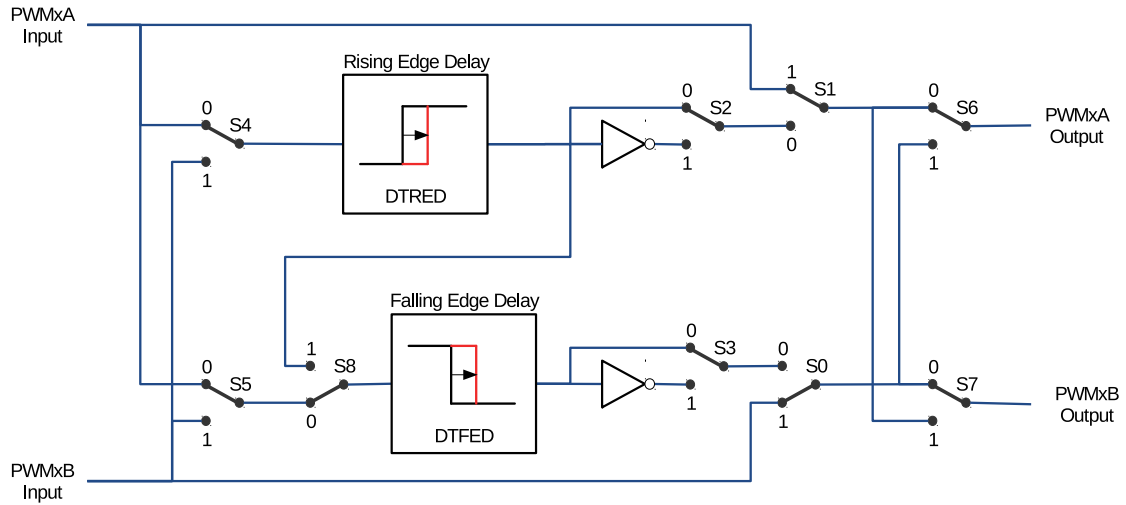 PWMxA
Input
Rising Edge Delay
DTRED
0
S4
1
0
S2
1
1
S1
0
0
S6
1
PWMxA
Output
Falling Edge Delay
DTFED
0
S5
1
1
S8
0
0
S3
1
0
S0
1
0
S7
1
PWMxB
Output
PWMxB
Input